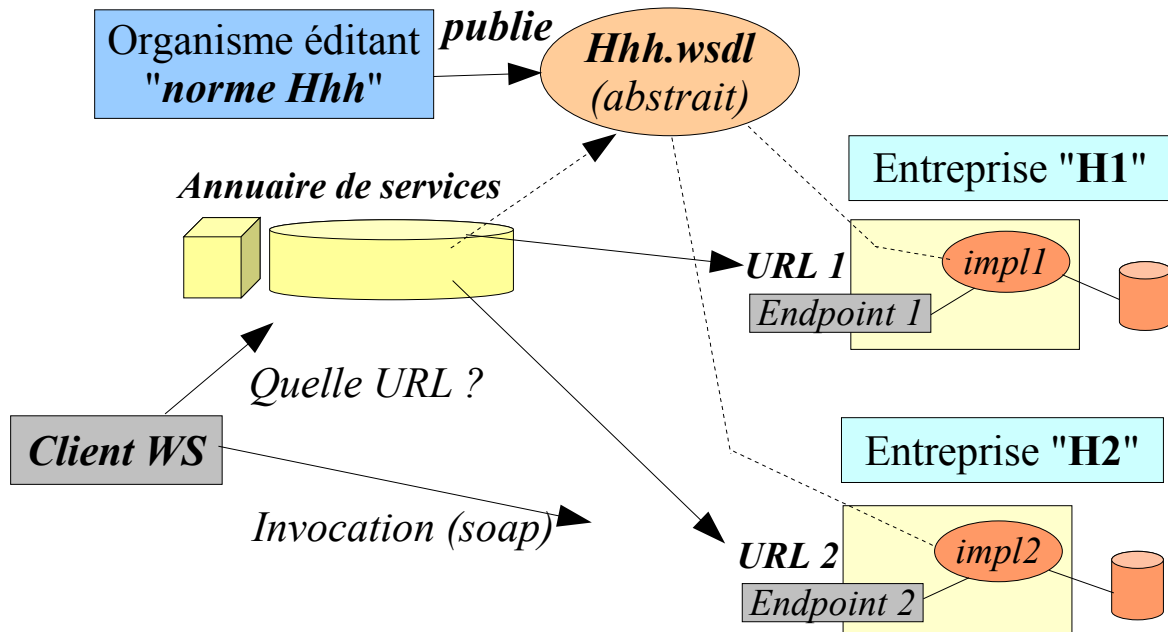 Organisme éditant
"norme Hhh"
publie
Hhh.wsdl
(abstrait)
Annuaire de services
Entreprise "H1"
URL 1
impl1
Endpoint 1
Quelle URL ?
Client WS
Entreprise "H2"
Invocation (soap)
URL 2
impl2
Endpoint 2